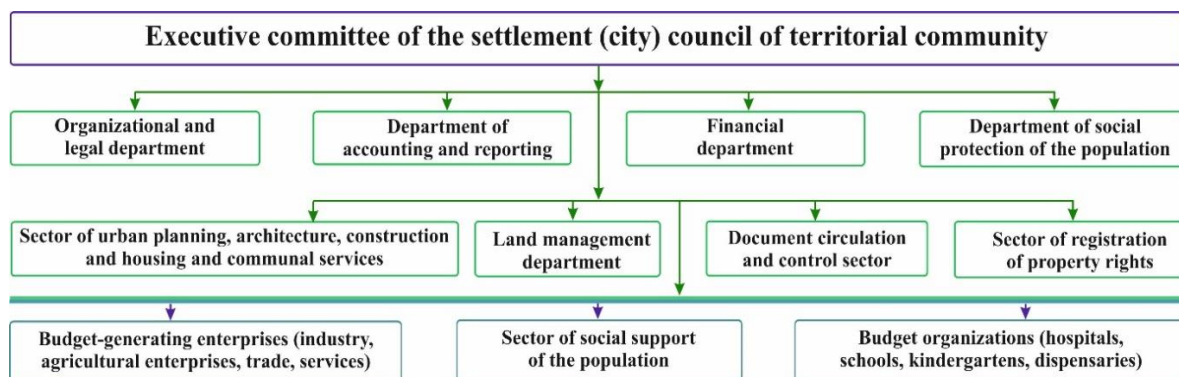 Executive committee of the settlement (city) council of territorial community
Organizational and
legal department
Department of
accounting and reporting
Financial
department
Department of social
protection of the population
Sector of urban planning, architecture, construction
and housing and communal services
Land management
department
Document circulation
and control sector
Sector of registration
of property rights
Budget-generating enterprises (industry,
agricultural enterprises, trade, services)
Sector of social support
of the population
Budget organizations (hospitals,
schools, kindergartens, dispensaries)